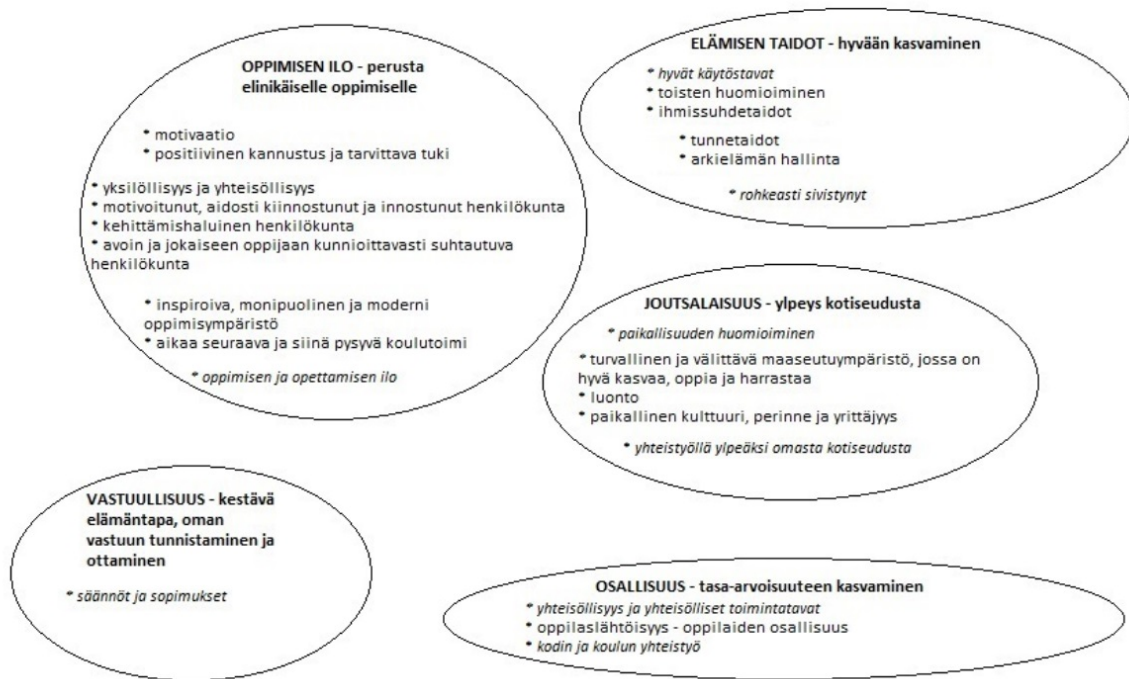 OPPIMISEN ILO - perusta
elinikäiselle oppimiselle
* motivaatio
* positiivinen kannustus ja tarvittava tuki
* yksilöllisyys ja yhteisöllisyys
* motivoitunut, aidosti kiinnostunut ja innostunut henkilökunta
* kehittämishaluinen henkilökunta
* avoin ja jokaiseen oppijaan kunnioittavasti suhtautuva
henkilökunta
* inspiroiva, monipuolinen ja moderni
oppimisympäristö
* aikaa seuraava ja siinä pysyvä koulutoimi
* oppimisen ja opettamisen ilo
ELÄMISEN TAIDOT - hyvään kasvaminen
* hyvät käytöstavat
* toisten huomioiminen
* ihmissuhdetaidot
* tunnetaidot
* arkielämän hallinta
* rohkeasti sivistynyt
JOUTSALAISUUS - ylpeys kotiseudusta
* paikallisuuden huomioiminen
* turvallinen ja välittävä maaseutuympäristö, jossa on
hyvä kasvaa, oppia ja harrastaa
* luonto
* paikallinen kulttuuri, perinne ja yrittäjyys
* yhteistyöllä ylpeäksi omasta kotiseudusta
VASTUULLISUUS - kestävä
elämäntapa, oman
vastuun tunnistaminen ja
ottaminen
* säännöt ja sopimukset
OSALLISUUS - tasa-arvoisuuteen kasvaminen
* yhteisöllisyys ja yhteisölliset toimintatavat
* oppilaslähtöisyys - oppilaiden osallisuus
* kodin ja koulun yhteistyö